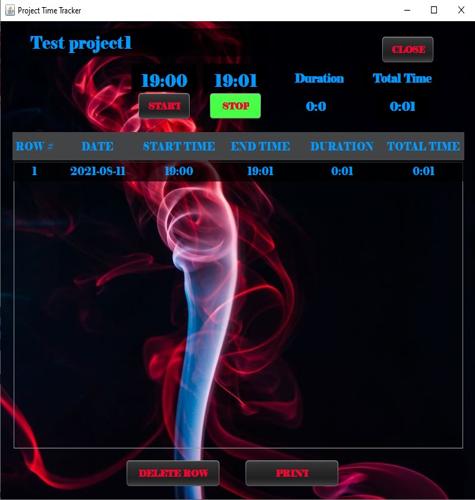 Project Time Tracker
Test project1
CLOSE
19:00 19:01 Duration Total Time
START STOP 0:0 0:01
ROW # DATE START TIME END TIME DURATION TOTAL TIME
1 2021-08-11 19:00 19:01 0:01 0:01
DELETE ROW PRINT